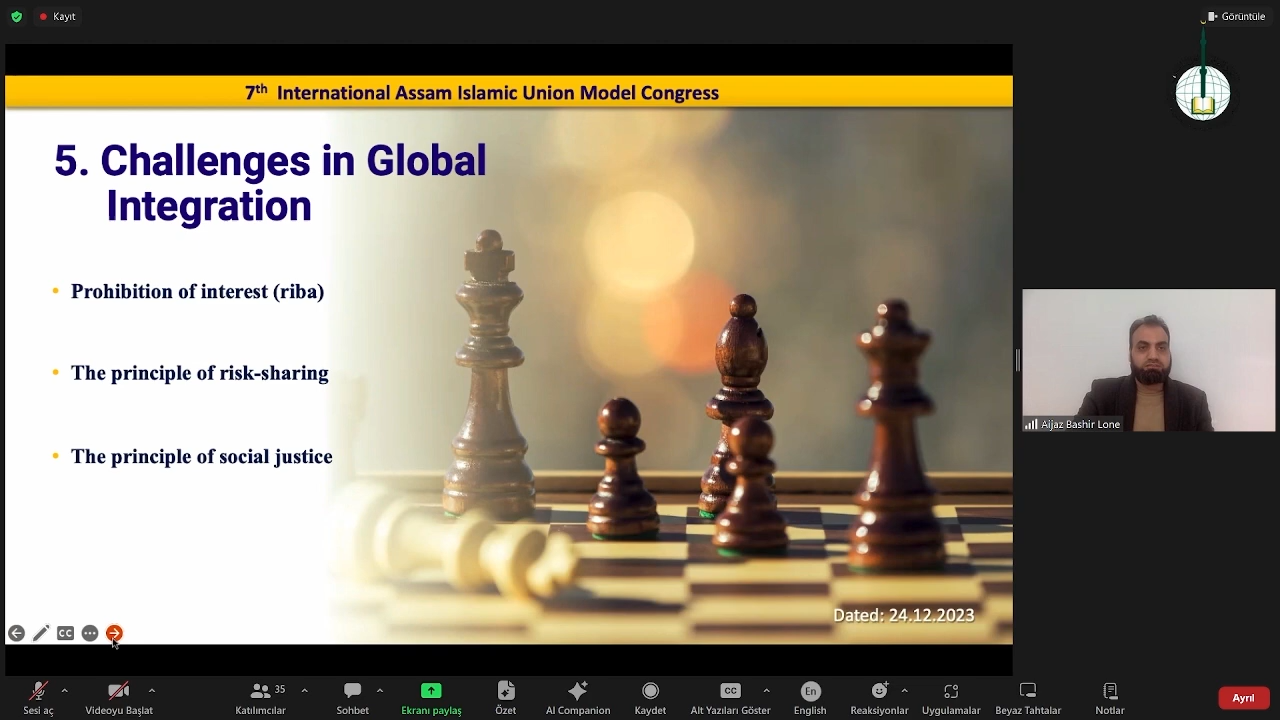 Kayıt
Görüntüle
7th International Assam Islamic Union Model Congress
5. Challenges in Global
Integration
• Prohibition of interest (riba)
• The principle of risk-sharing
• The principle of social justice
Dated: 24.12.2023
CC
Aijaz Bashir Lone
35
CC
En
Sesi aç
Videoyu Başlat
Katılımcılar
Sohbet
Ekranı paylaş
Özet
AI Companion
Kaydet
Alt Yazıları Göster
English
Reaksiyonlar
Uygulamalar
Beyaz Tahtalar
Notlar
Ayrıl